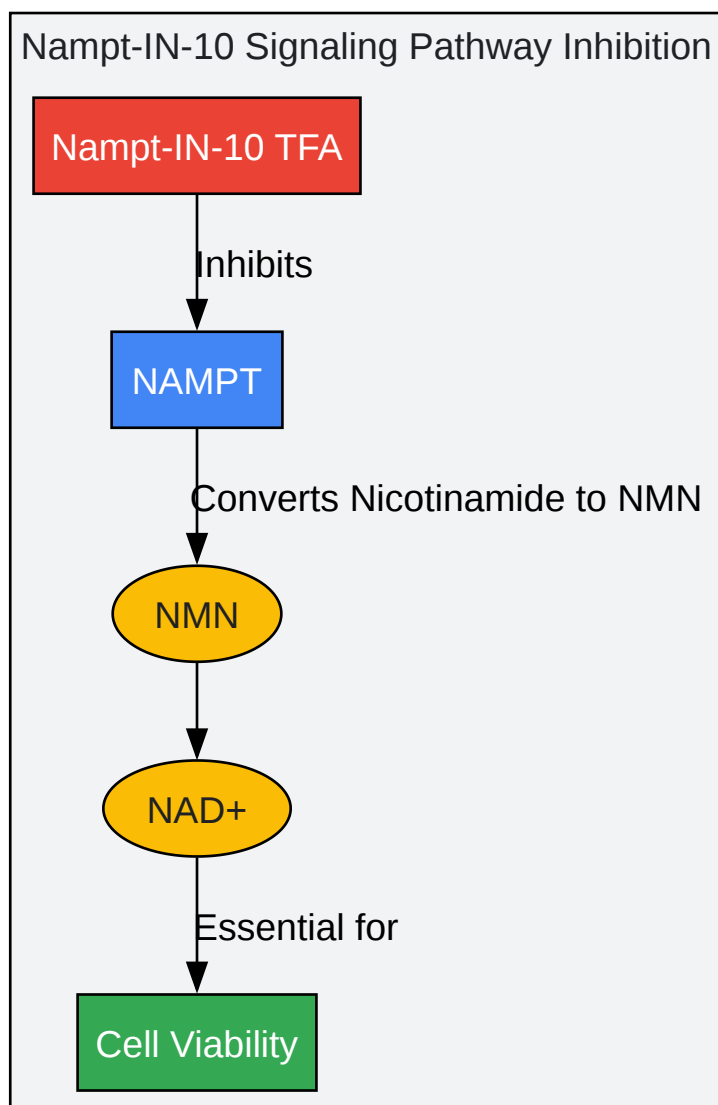 Nampt-IN-10 Signaling Pathway Inhibition
Nampt-IN-10 TFA
Inhibits
NAMPT
Converts Nicotinamide to NMN
NMN
NAD+
Essential for
Cell Viability